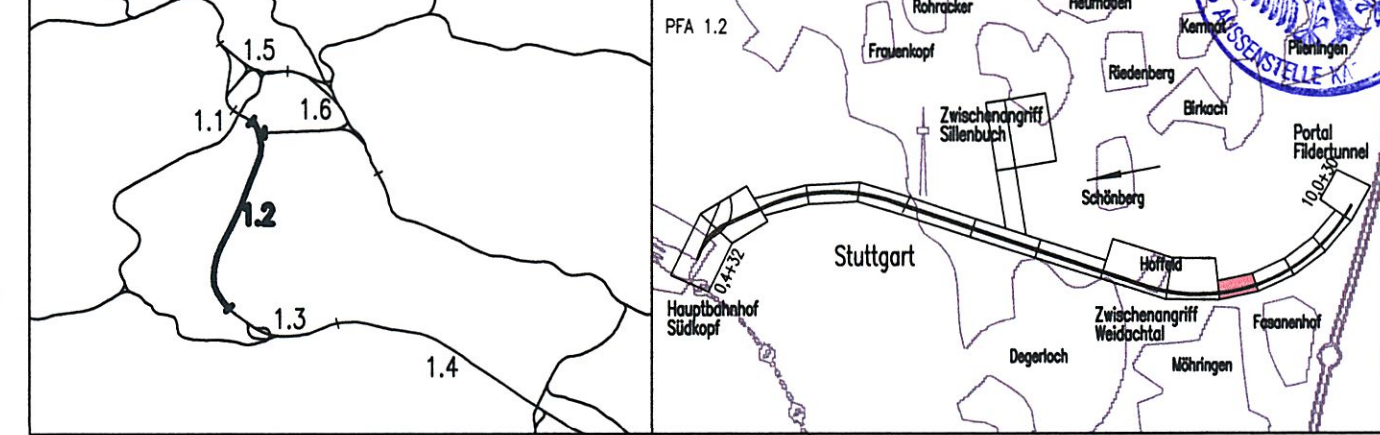 1.5
1.6
1.1
1.2
1.3
1.4
PFA 1.2
Rohracker
Heumaden
Frauenkopf
Kemnat
Plieningen
AUSSENSTELLE
Riedenberg
Birkach
Zwischenangriff
Sillenbuch
Portal
Fildertunnel
10,0+30
Schönberg
Stuttgart
Hoffeld
0,4+32
Hauptbahnhof
Südkopf
Zwischenangriff
Weidachtal
Fasanenhof
Degerloch
Möhringen